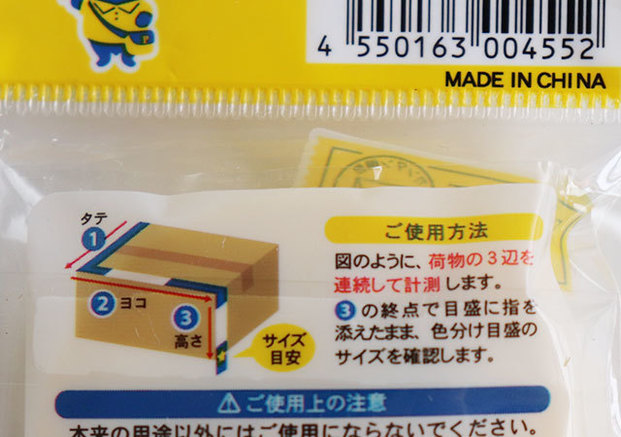 4 550163 004552
MADE IN CHINA
タテ
1
2 ヨコ
3
高さ
サイズ
目安
ご使用方法
図のように、荷物の3辺を
連続して計測します。
3 の終点で目盛に指を
添えたまま、色分け目盛の
サイズを確認します。
ご使用上の注意
本来の用途以外にはご使用にならないでください。